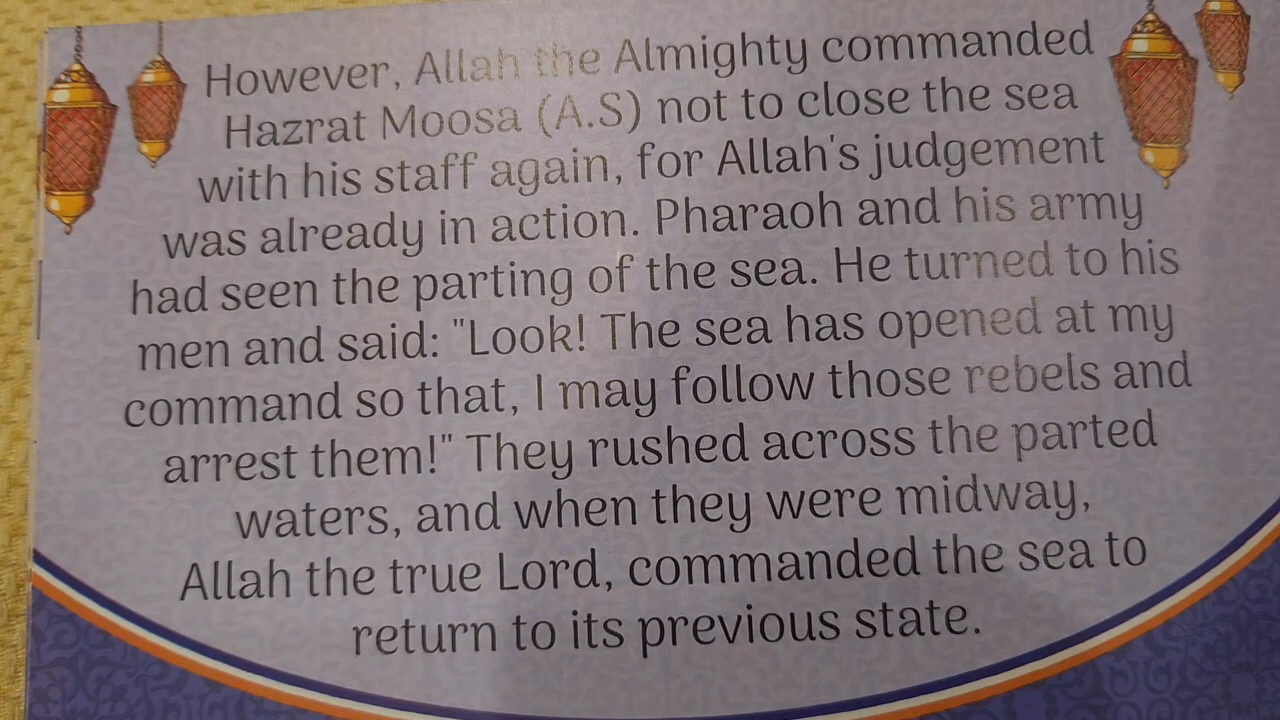 However, Allah the Almighty commanded
Hazrat Moosa (A.S) not to close the sea
with his staff again, for Allah's judgement
was already in action. Pharaoh and his army
had seen the parting of the sea. He turned to his
men and said: "Look! The sea has opened at my
command so that, I may follow those rebels and
arrest them!" They rushed across the parted
waters, and when they were midway,
Allah the true Lord, commanded the sea to
return to its previous state.